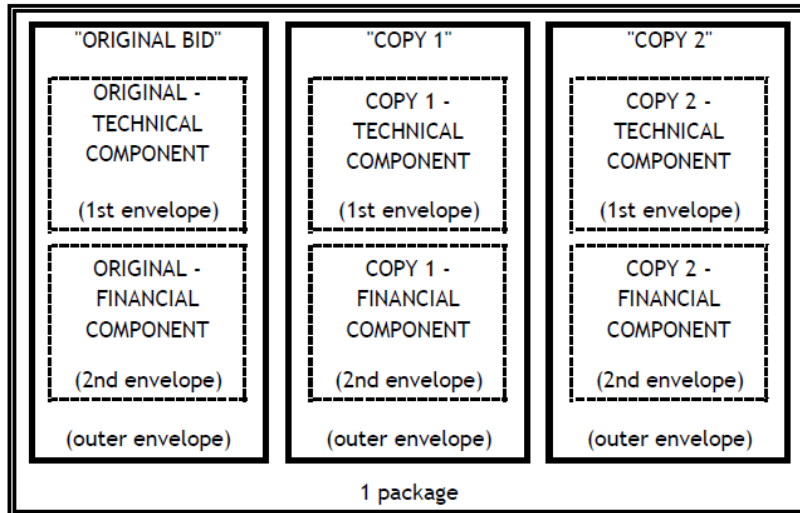 "ORIGINAL BID"
ORIGINAL -
TECHNICAL
COMPONENT
(1st envelope)
ORIGINAL -
FINANCIAL
COMPONENT
(2nd envelope)
(outer envelope)
"COPY 1"
COPY 1 -
TECHNICAL
COMPONENT
(1st envelope)
COPY 1 -
FINANCIAL
COMPONENT
(2nd envelope)
(outer envelope)
"COPY 2"
COPY 2 -
TECHNICAL
COMPONENT
(1st envelope)
COPY 2 -
FINANCIAL
COMPONENT
(2nd envelope)
(outer envelope)
1 package